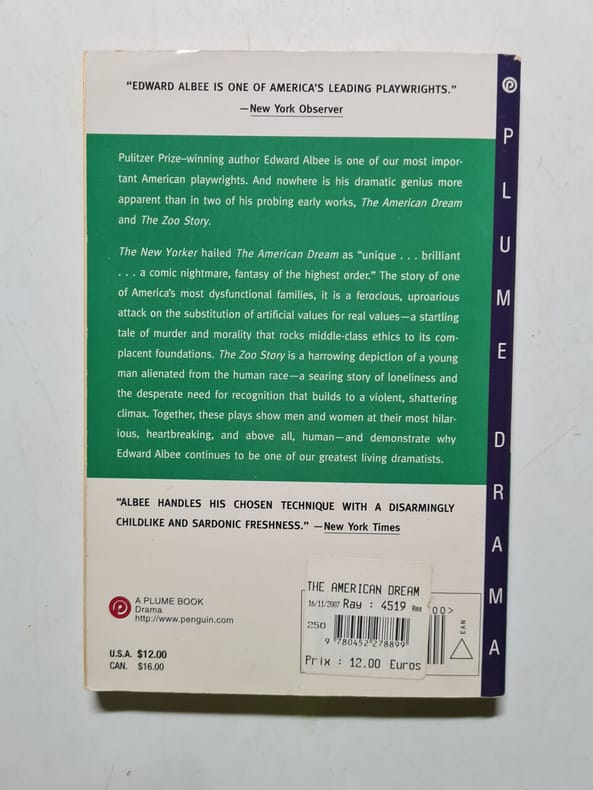 "EDWARD ALBEE IS ONE OF AMERICA'S LEADING PLAYWRIGHTS."
—New York Observer
Pulitzer Prize–winning author Edward Albee is one of our most impor-
tant American playwrights. And nowhere is his dramatic genius more
apparent than in two of his probing early works, The American Dream
and The Zoo Story.
The New Yorker hailed The American Dream as "unique . . . brilliant
. . . a comic nightmare, fantasy of the highest order." The story of one
of America's most dysfunctional families, it is a ferocious, uproarious
attack on the substitution of artificial values for real values—a startling
tale of murder and morality that rocks middle-class ethics to its com-
placent foundations. The Zoo Story is a harrowing depiction of a young
man alienated from the human race—a searing story of loneliness and
the desperate need for recognition that builds to a violent, shattering
climax. Together, these plays show men and women at their most hilar-
ious, heartbreaking, and above all, human—and demonstrate why
Edward Albee continues to be one of our greatest living dramatists.
"ALBEE HANDLES HIS CHOSEN TECHNIQUE WITH A DISARMINGLY
CHILDLIKE AND SARDONIC FRESHNESS." —New York Times
A PLUME BOOK
Drama
http://www.penguin.com
U.S.A. $12.00
CAN. $16.00
THE AMERICAN DREAM
16/11/2007 Ray : 4519 Rea
250
9 780452 278899
Prix : 12.00 Euros
00>
EAN
PLUME DRAMA